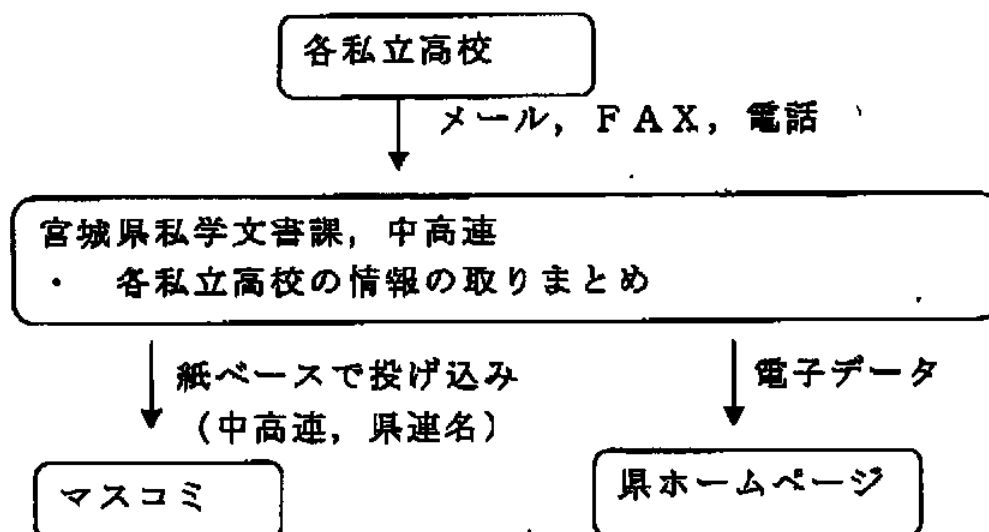 各私立高校
メール，ＦＡＸ，電話
宮城県私学文書課，中高連
・　各私立高校の情報の取りまとめ
紙ベースで投げ込み
（中高連，県連名）
電子データ
マスコミ
県ホームページ